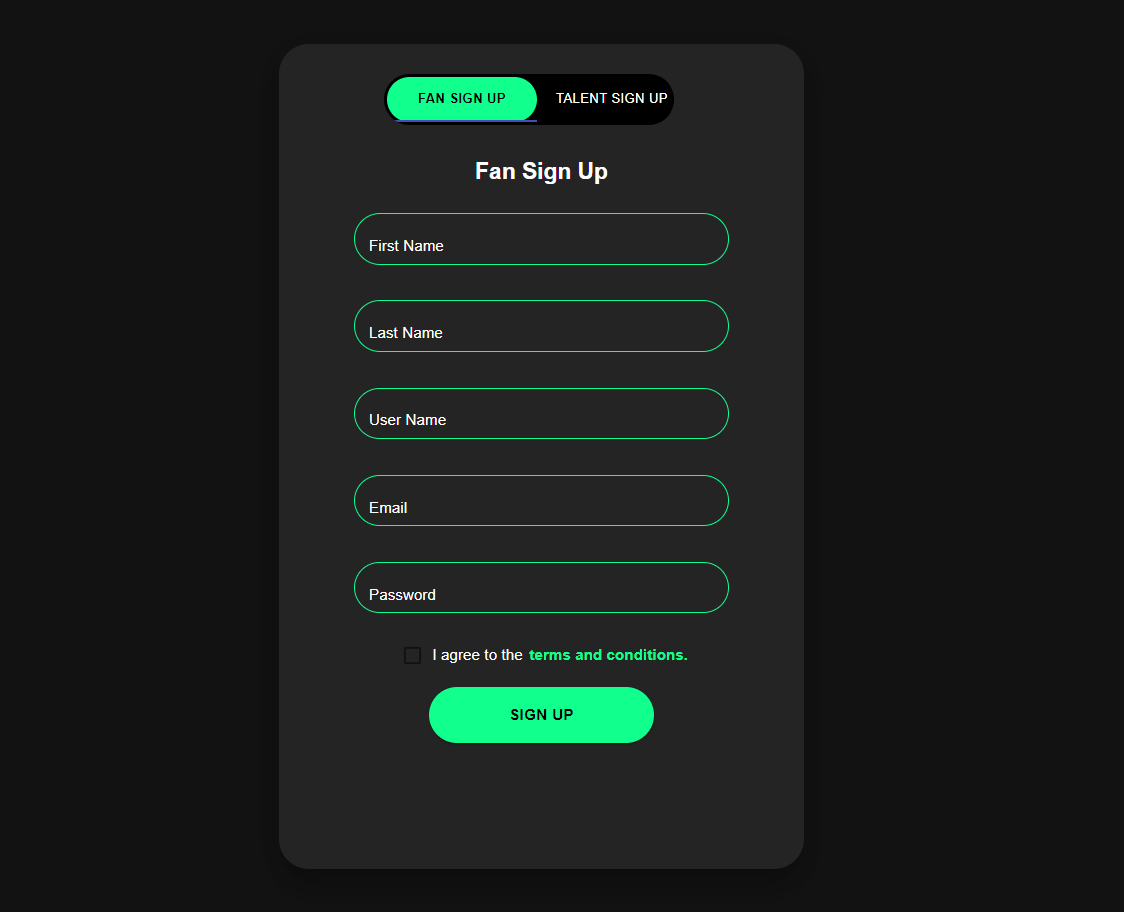 FAN SIGN UP TALENT SIGN UP
Fan Sign Up
First Name
Last Name
User Name
Email
Password
I agree to the terms and conditions.
SIGN UP